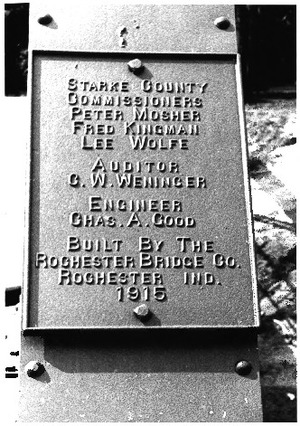 STARKE COUNTY
COMMISSIONERS
PETER MOSHER
FRED KINGMAN
LEE WOLFE
AUDITOR
C. W. WENINGER
ENGINEER
CHAS. A. GOOD
BUILT BY THE
ROCHESTER BRIDGE CO.
ROCHESTER IND.
1915